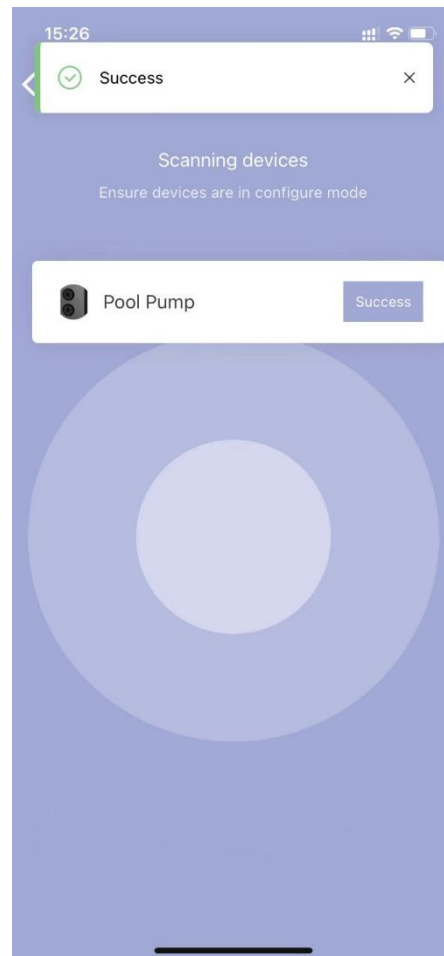 15:26
Success
Scanning devices
Ensure devices are in configure mode
Pool Pump
Success